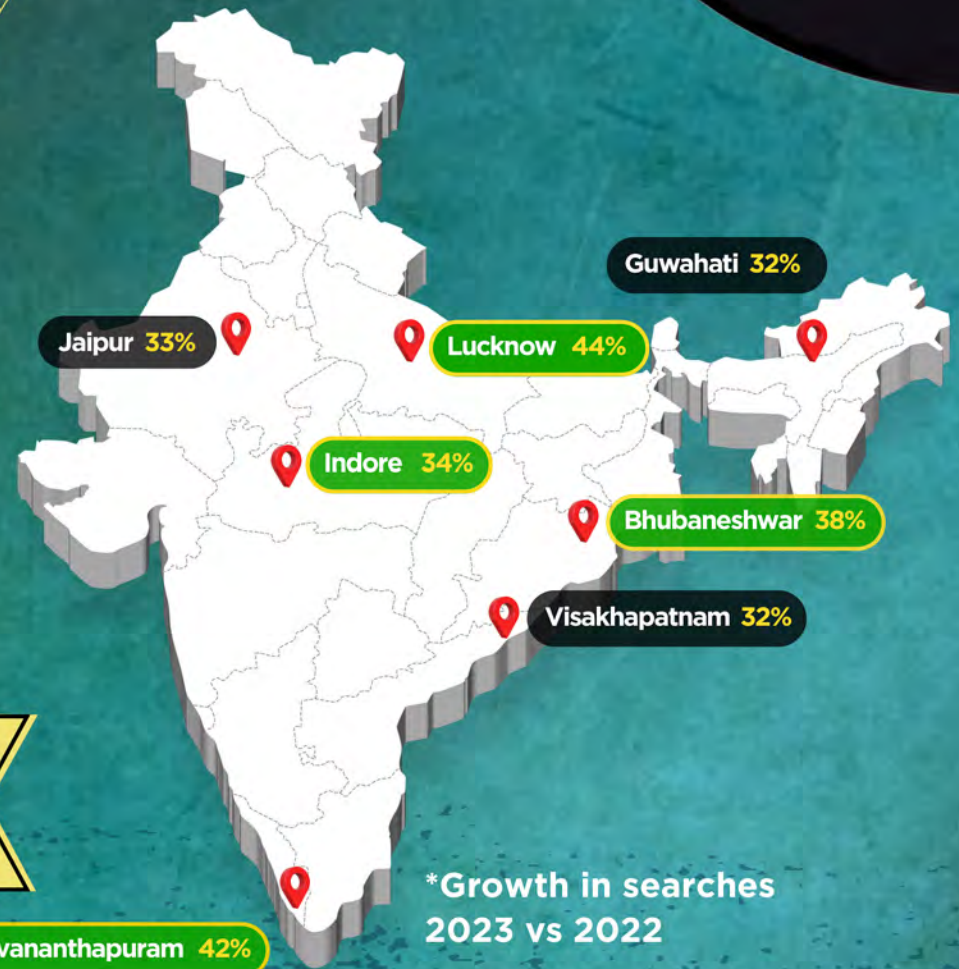 Guwahati 32%
Jaipur 33%
Lucknow 44%
Indore 34%
Bhubaneshwar 38%
Visakhapatnam 32%
*Growth in searches
2023 vs 2022
vananthapuram 42%